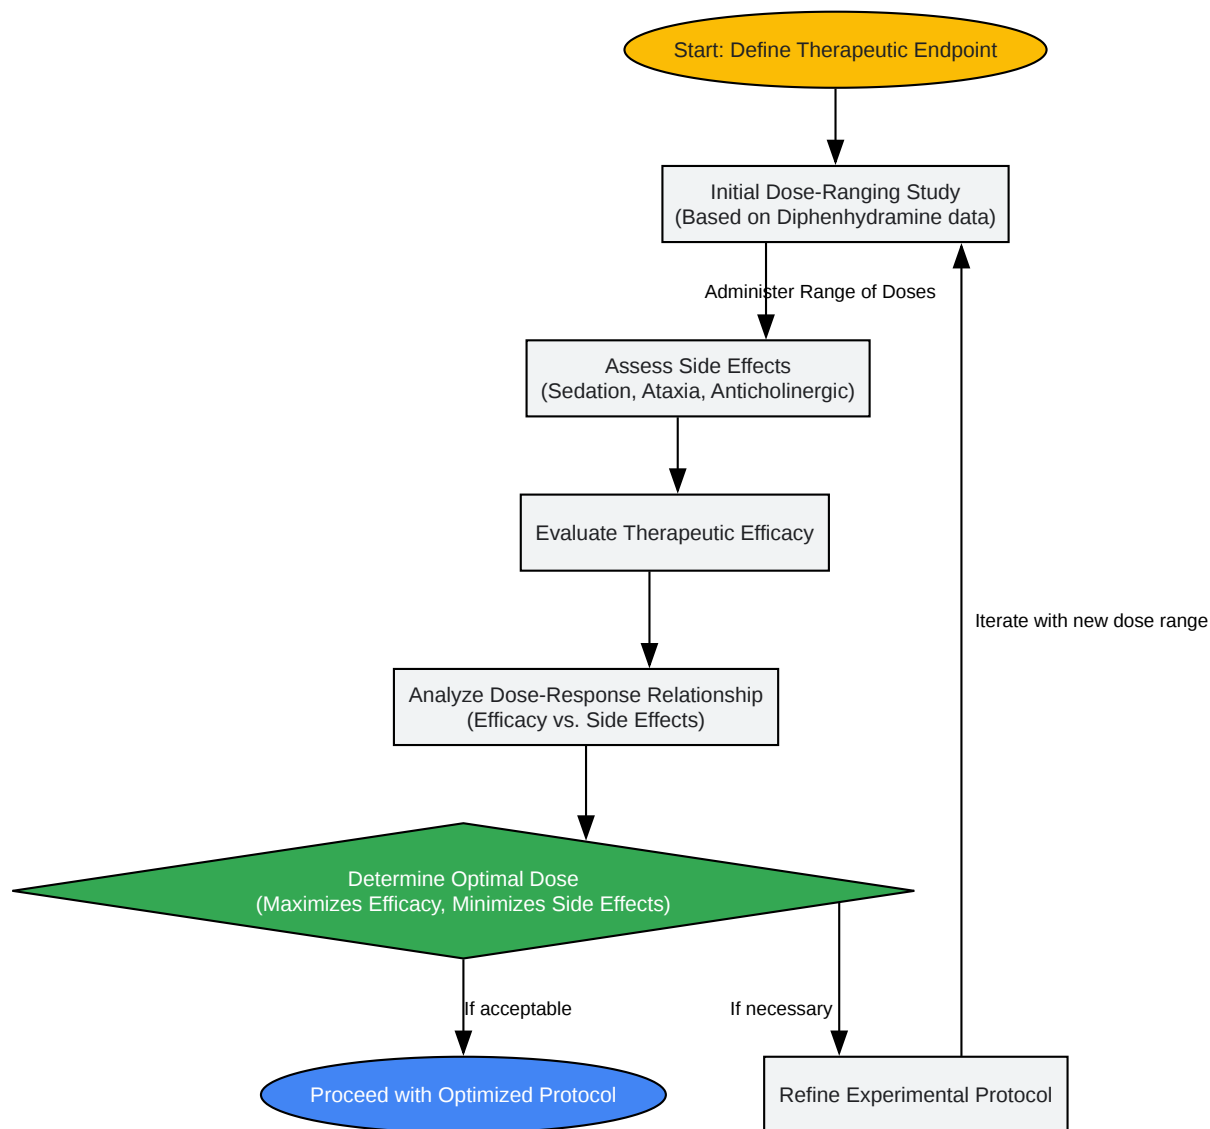 Start: Define Therapeutic Endpoint
Initial Dose-Ranging Study
(Based on Diphenhydramine data)
Administer Range of Doses
Assess Side Effects
(Sedation, Ataxia, Anticholinergic)
Evaluate Therapeutic Efficacy
Iterate with new dose range
Analyze Dose-Response Relationship
(Efficacy vs. Side Effects)
Determine Optimal Dose
(Maximizes Efficacy, Minimizes Side Effects)
If acceptable
If necessary
Proceed with Optimized Protocol
Refine Experimental Protocol